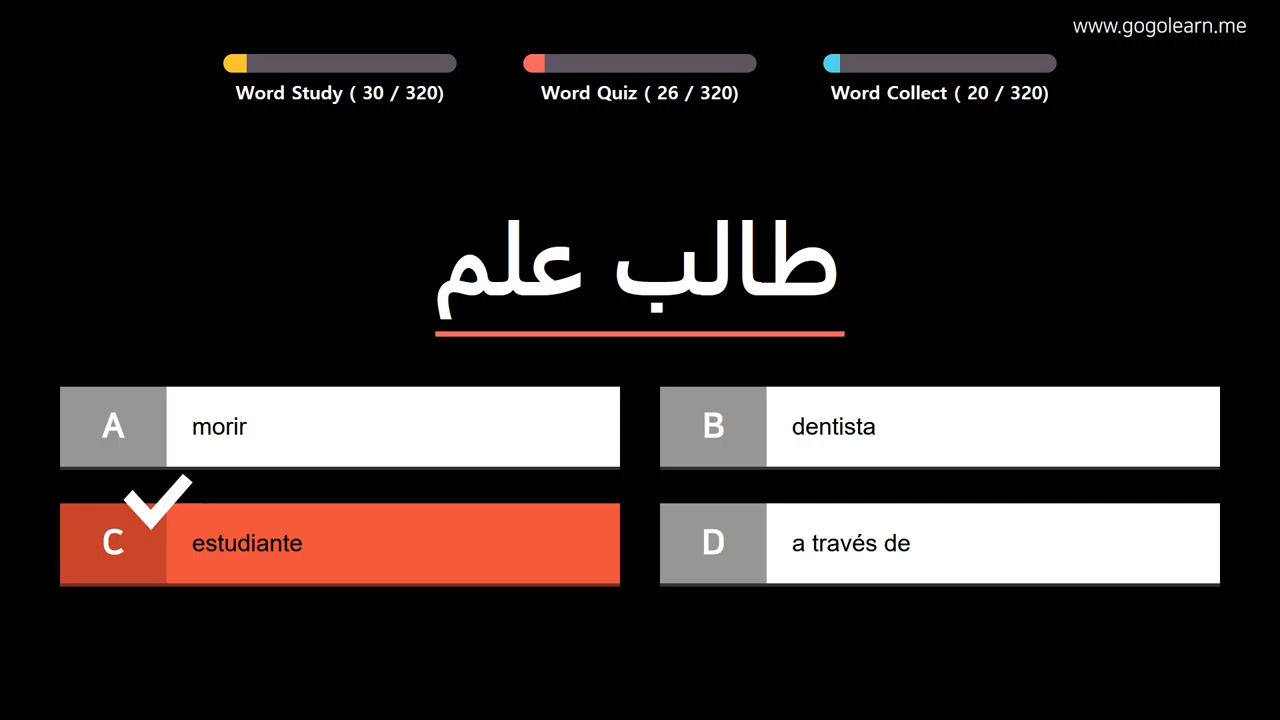 www.gogolearn.me
Word Study ( 30 / 320)
Word Quiz ( 26 / 320)
Word Collect ( 20 / 320)
طالب علم
A morir
B dentista
C estudiante
D a través de